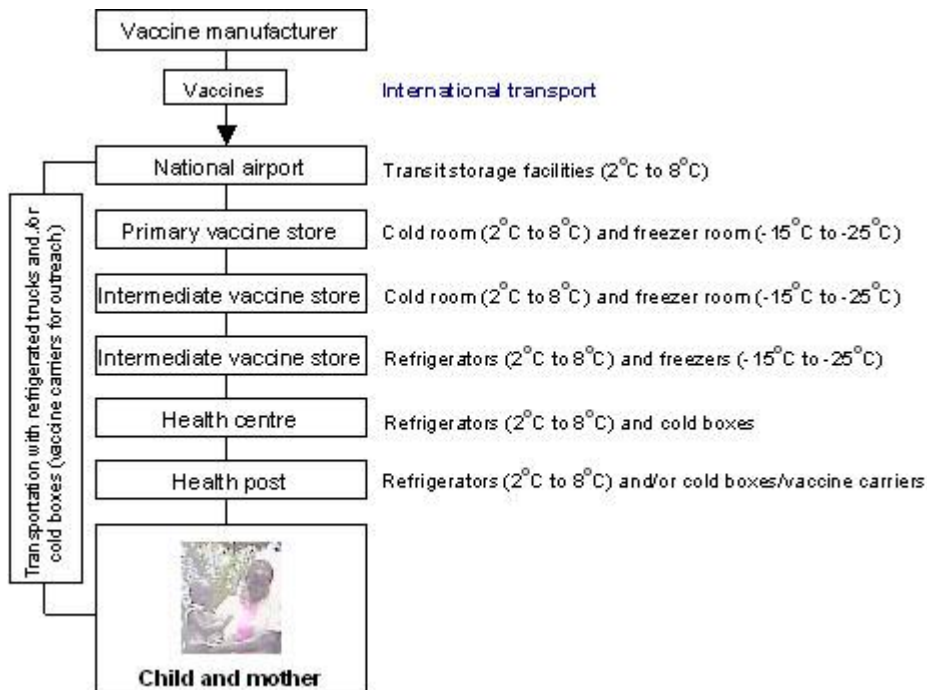 Vaccine manufacturer
Vaccines
International transport
National airport
Transit storage facilities (2°C to 8°C)
Primary vaccine store
Cold room (2°C to 8°C) and freezer room (-15°C to -25°C)
Intermediate vaccine store
Cold room (2°C to 8°C) and freezer room (-15°C to -25°C)
Intermediate vaccine store
Refrigerators (2°C to 8°C) and freezers (-15°C to -25°C)
Health centre
Refrigerators (2°C to 8°C) and cold boxes
Health post
Refrigerators (2°C to 8°C) and/or cold boxes/vaccine carriers
Transportation with refrigerated trucks and/or
cold boxes (vaccine carriers for outreach)
Child and mother